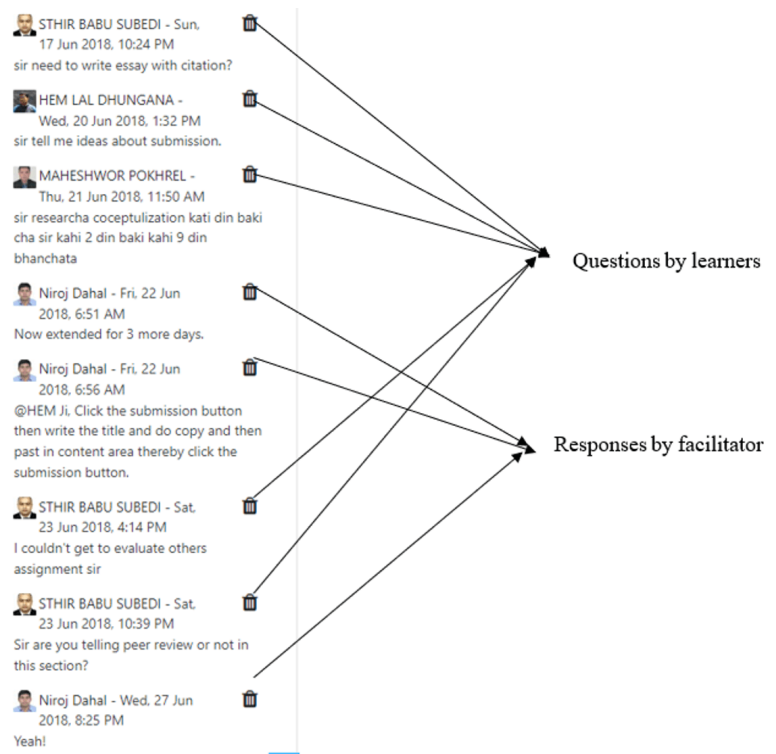 STHIR BABU SUBEDI - Sun,
17 Jun 2018, 10:24 PM
sir need to write essay with citation?
HEM LAL DHUNGANA -
Wed, 20 Jun 2018, 1:32 PM
sir tell me ideas about submission.
MAHESHWOR POKHREL -
Thu, 21 Jun 2018, 11:50 AM
sir researcha coceptulization kati din baki
cha sir kahi 2 din baki kahi 9 din
bhanchata
Niroj Dahal - Fri, 22 Jun
2018, 6:51 AM
Now extended for 3 more days.
Niroj Dahal - Fri, 22 Jun
2018, 6:56 AM
@HEM Ji, Click the submission button
then write the title and do copy and then
past in content area thereby click the
submission button.
STHIR BABU SUBEDI - Sat,
23 Jun 2018, 4:14 PM
I couldn't get to evaluate others
assignment sir
STHIR BABU SUBEDI - Sat,
23 Jun 2018, 10:39 PM
Sir are you telling peer review or not in
this section?
Niroj Dahal - Wed, 27 Jun
2018, 8:25 PM
Yeah!
Questions by learners
Responses by facilitator